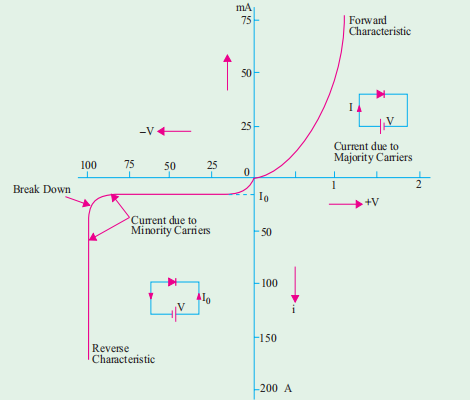 mA
75
Forward
Characteristic
50
I
V
25
–V
Current due to
Majority Carriers
100 75 50 25 0
1 2
Break Down
I0
+V
Current due to
Minority Carriers
50
100
I0
V
i
150
Reverse
Characteristic
200 A